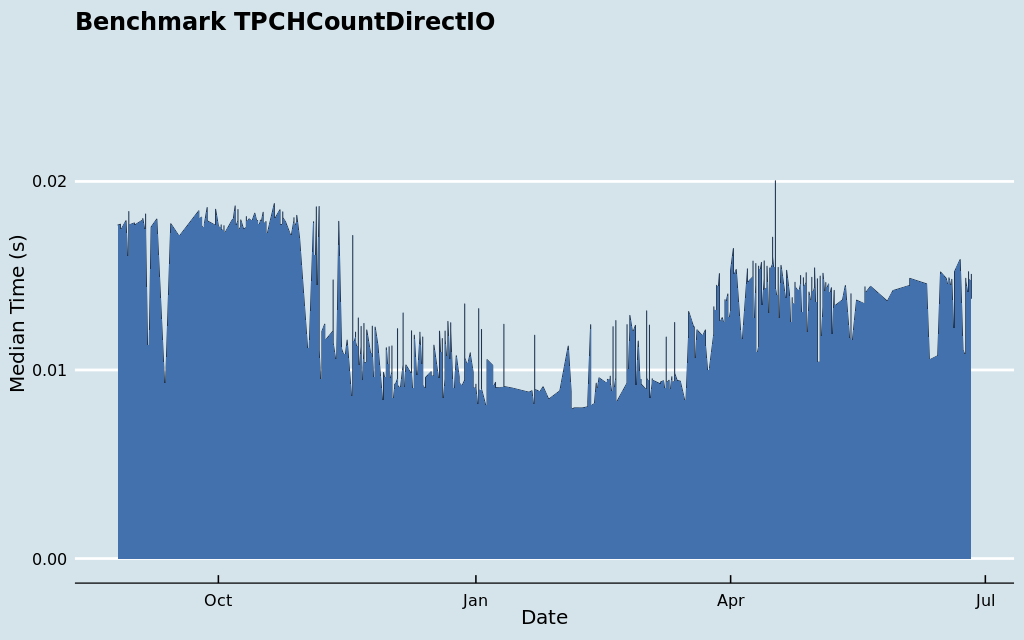 Benchmark TPCHCountDirectIO
Median Time (s)
0.02
0.01
0.00
Oct
Jan
Apr
Jul
Date